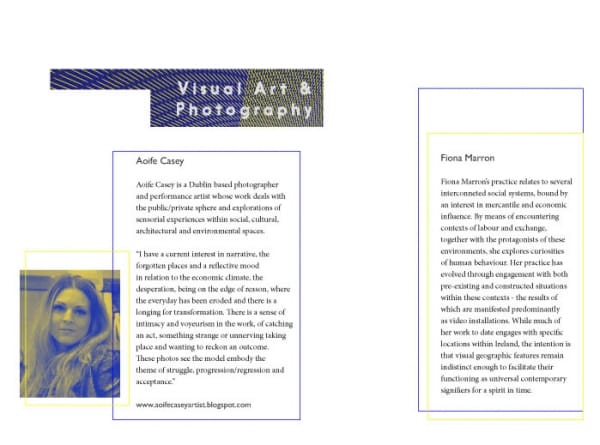 Visual Art &
Photography
Aoife Casey
Aoife Casey is a Dublin based photographer
and performance artist whose work deals with
the public/private sphere and explorations of
sensorial experiences within social, cultural,
architectural and environmental spaces.
"I have a current interest in narrative, the
forgotten places and a reflective mood
in relation to the economic climate, the
desperation, being on the edge of reason, where
the everyday has been eroded and there is a
longing for transformation. There is a sense of
intimacy and voyeurism in the work, of catching
an act, something strange or unnerving taking
place and wanting to reckon an outcome.
These photos see the model embody the
theme of struggle, progression/regression and
acceptance."
www.aoifecaseyartist.blogspot.com
Fiona Marron
Fiona Marron's practice relates to several
interconneted social systems, bound by
an interest in mercantile and economic
influence. By means of encountering
contexts of labour and exchange,
together with the protagonists of these
environments, she explores curiosities
of human behaviour. Her practice has
evolved through engagement with both
pre-existing and constructed situations
within these contexts - the results of
which are manifested predominantly
as video installations. While much of
her work to date engages with specific
locations within Ireland, the intention is
that visual geographic features remain
indistinct enough to facilitate their
functioning as universal contemporary
signifiers for a spirit in time.